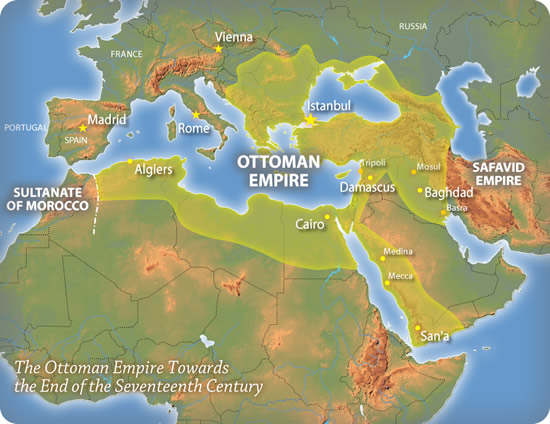 RUSSIA
Vienna
FRANCE
Istanbul
Madrid
PORTUGAL
SPAIN
Rome
OTTOMAN
EMPIRE
Algiers
Tripoli
Mosul
SAFAVID
EMPIRE
Damascus
Baghdad
SULTANATE
OF MOROCCO
Basra
Cairo
Medina
Mecca
San'a
The Ottoman Empire Towards
the End of the Seventeenth Century